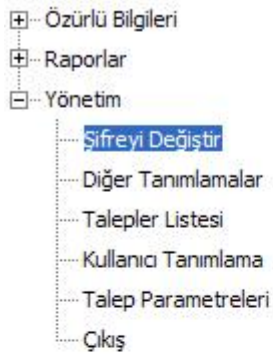 Özürlü Bilgileri
Raporlar
Yönetim
Şifreyi Değiştir
Diğer Tanımlamalar
Talepler Listesi
Kullanıcı Tanımlama
Talep Parametreleri
Çıkış